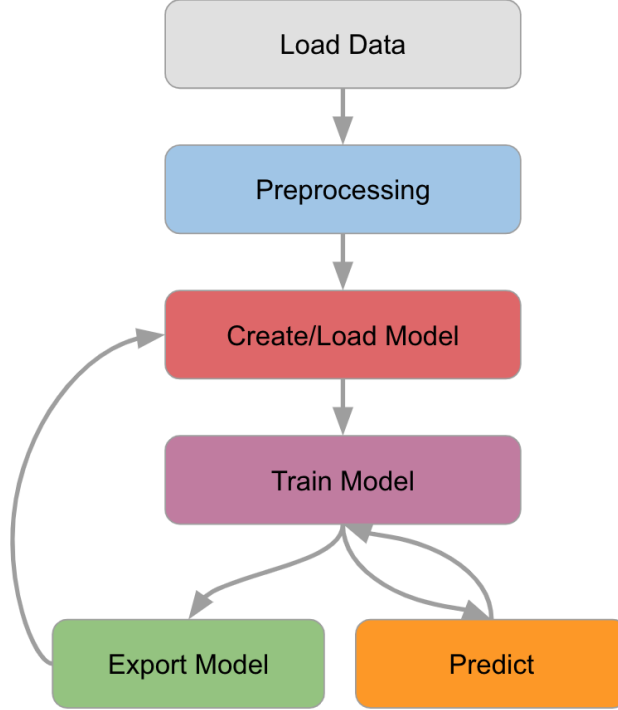 Load Data
Preprocessing
Create/Load Model
Train Model
Export Model
Predict